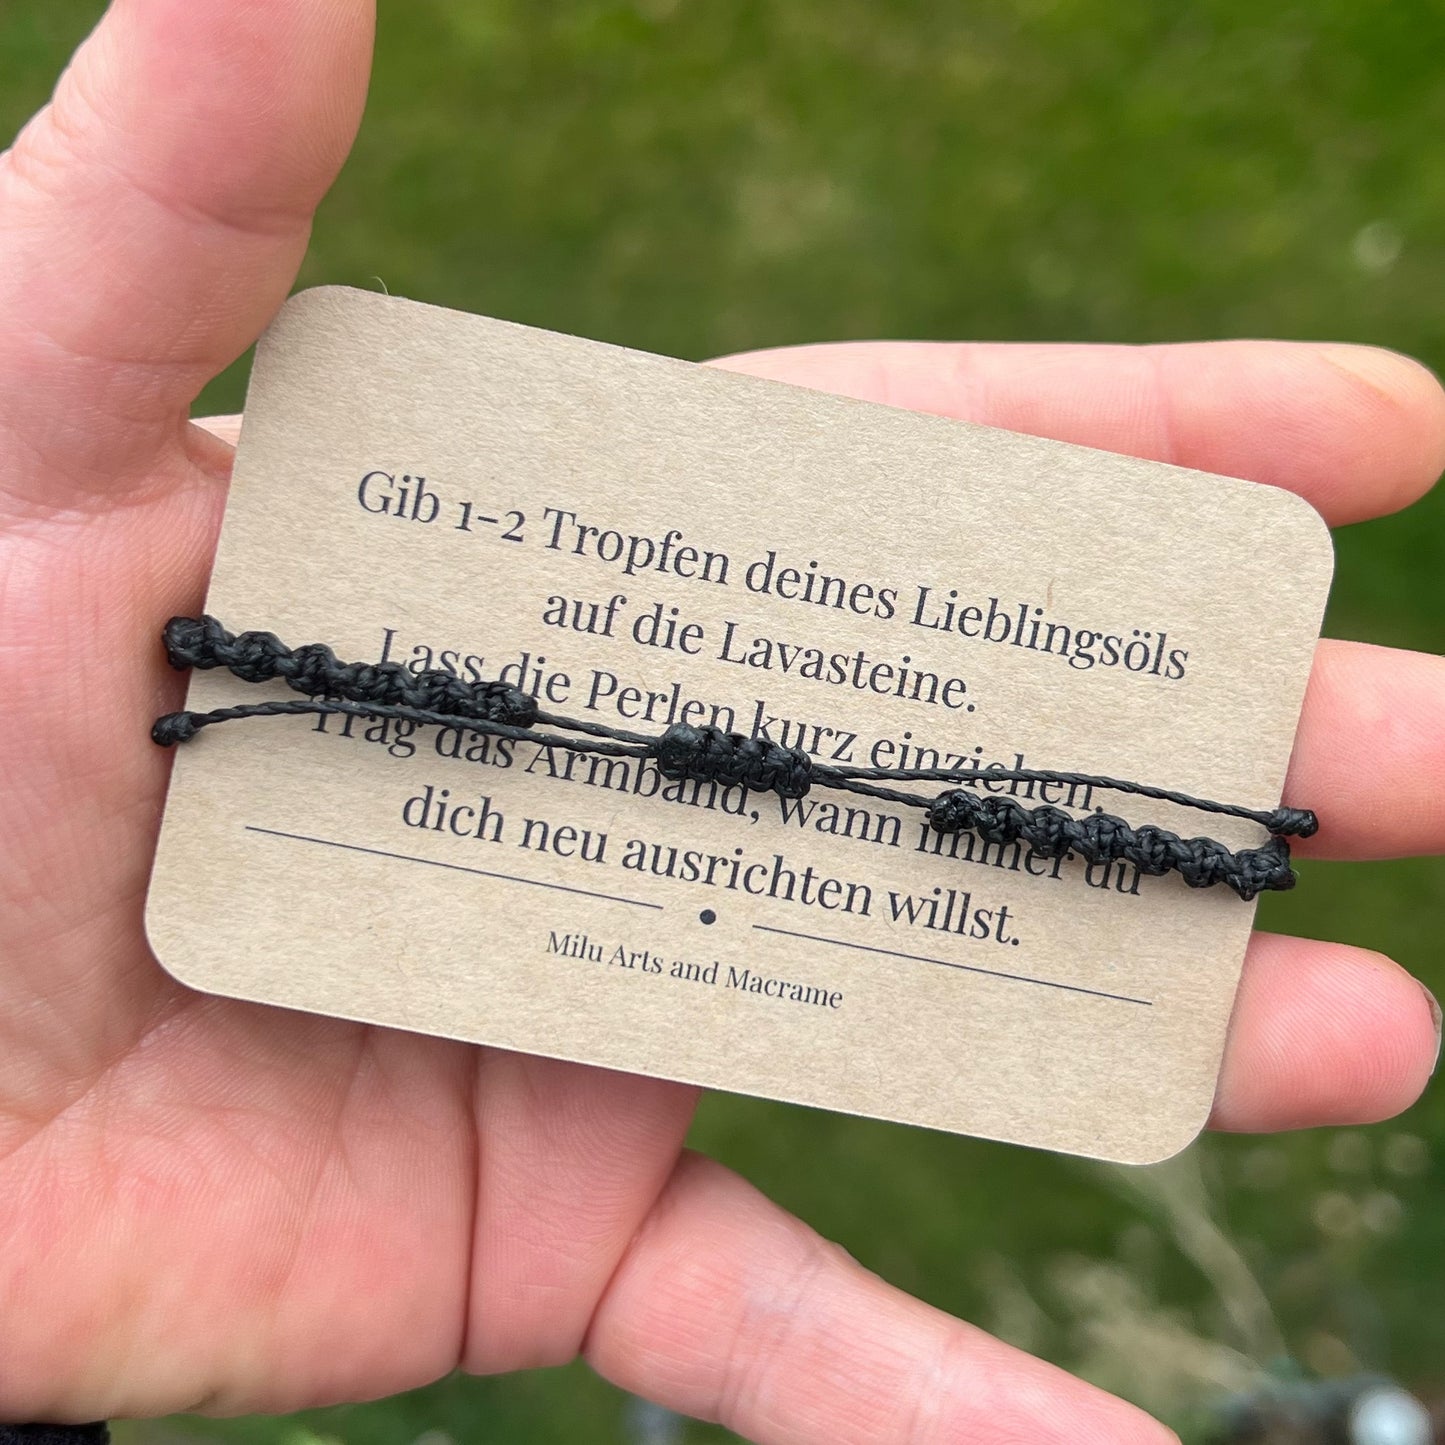 Gib 1-2 Tropfen deines Lieblingsöls
auf die Lavasteine.
Lass die Perlen kurz einziehen.
Trag das Armband, wann immer du
dich neu ausrichten willst.
Milu Arts and Macrame